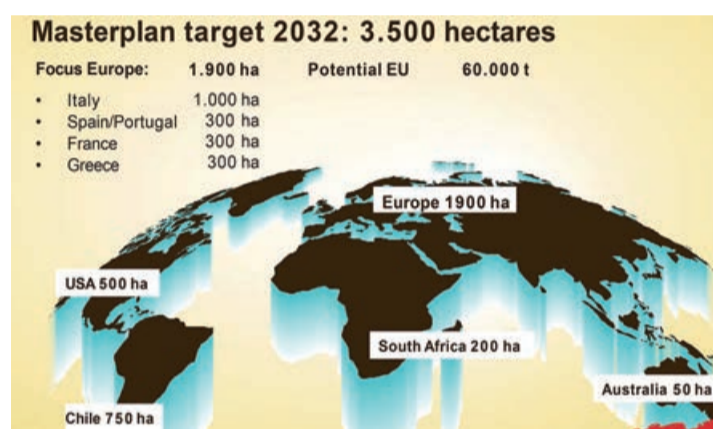 Masterplan target 2032: 3.500 hectares
Focus Europe: 1.900 ha Potential EU 60.000 t
• Italy 1.000 ha
• Spain/Portugal 300 ha
• France 300 ha
• Greece 300 ha
Europe 1900 ha
USA 500 ha
South Africa 200 ha
Australia 50 ha
Chile 750 ha